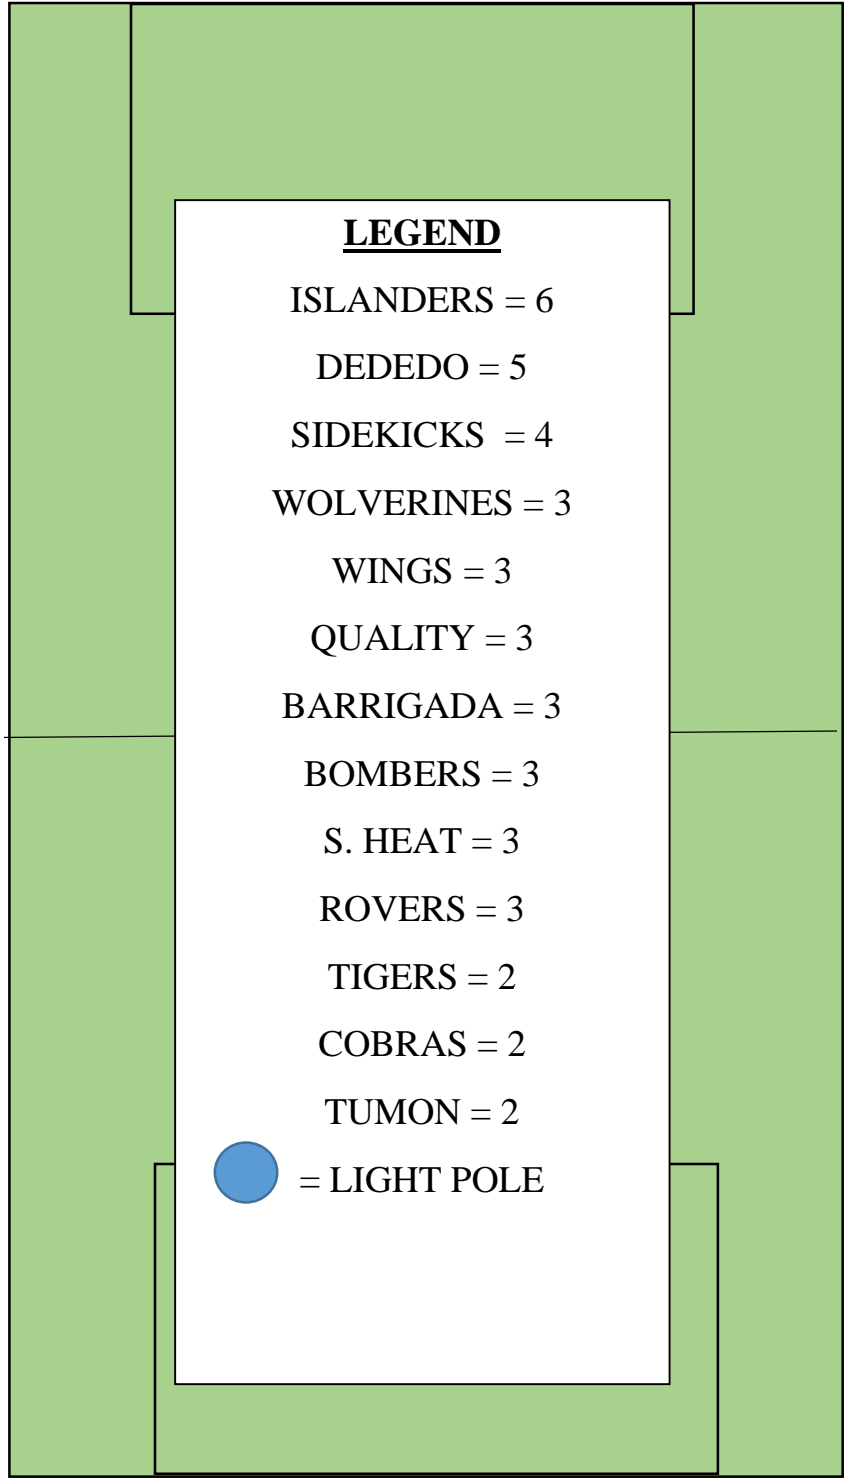 LEGEND
ISLANDERS = 6
DEDEDO = 5
SIDEKICKS  = 4
WOLVERINES = 3
WINGS = 3
QUALITY = 3
BARRIGADA = 3
BOMBERS = 3
S. HEAT = 3
ROVERS = 3
TIGERS = 2
COBRAS = 2
TUMON = 2
= LIGHT POLE